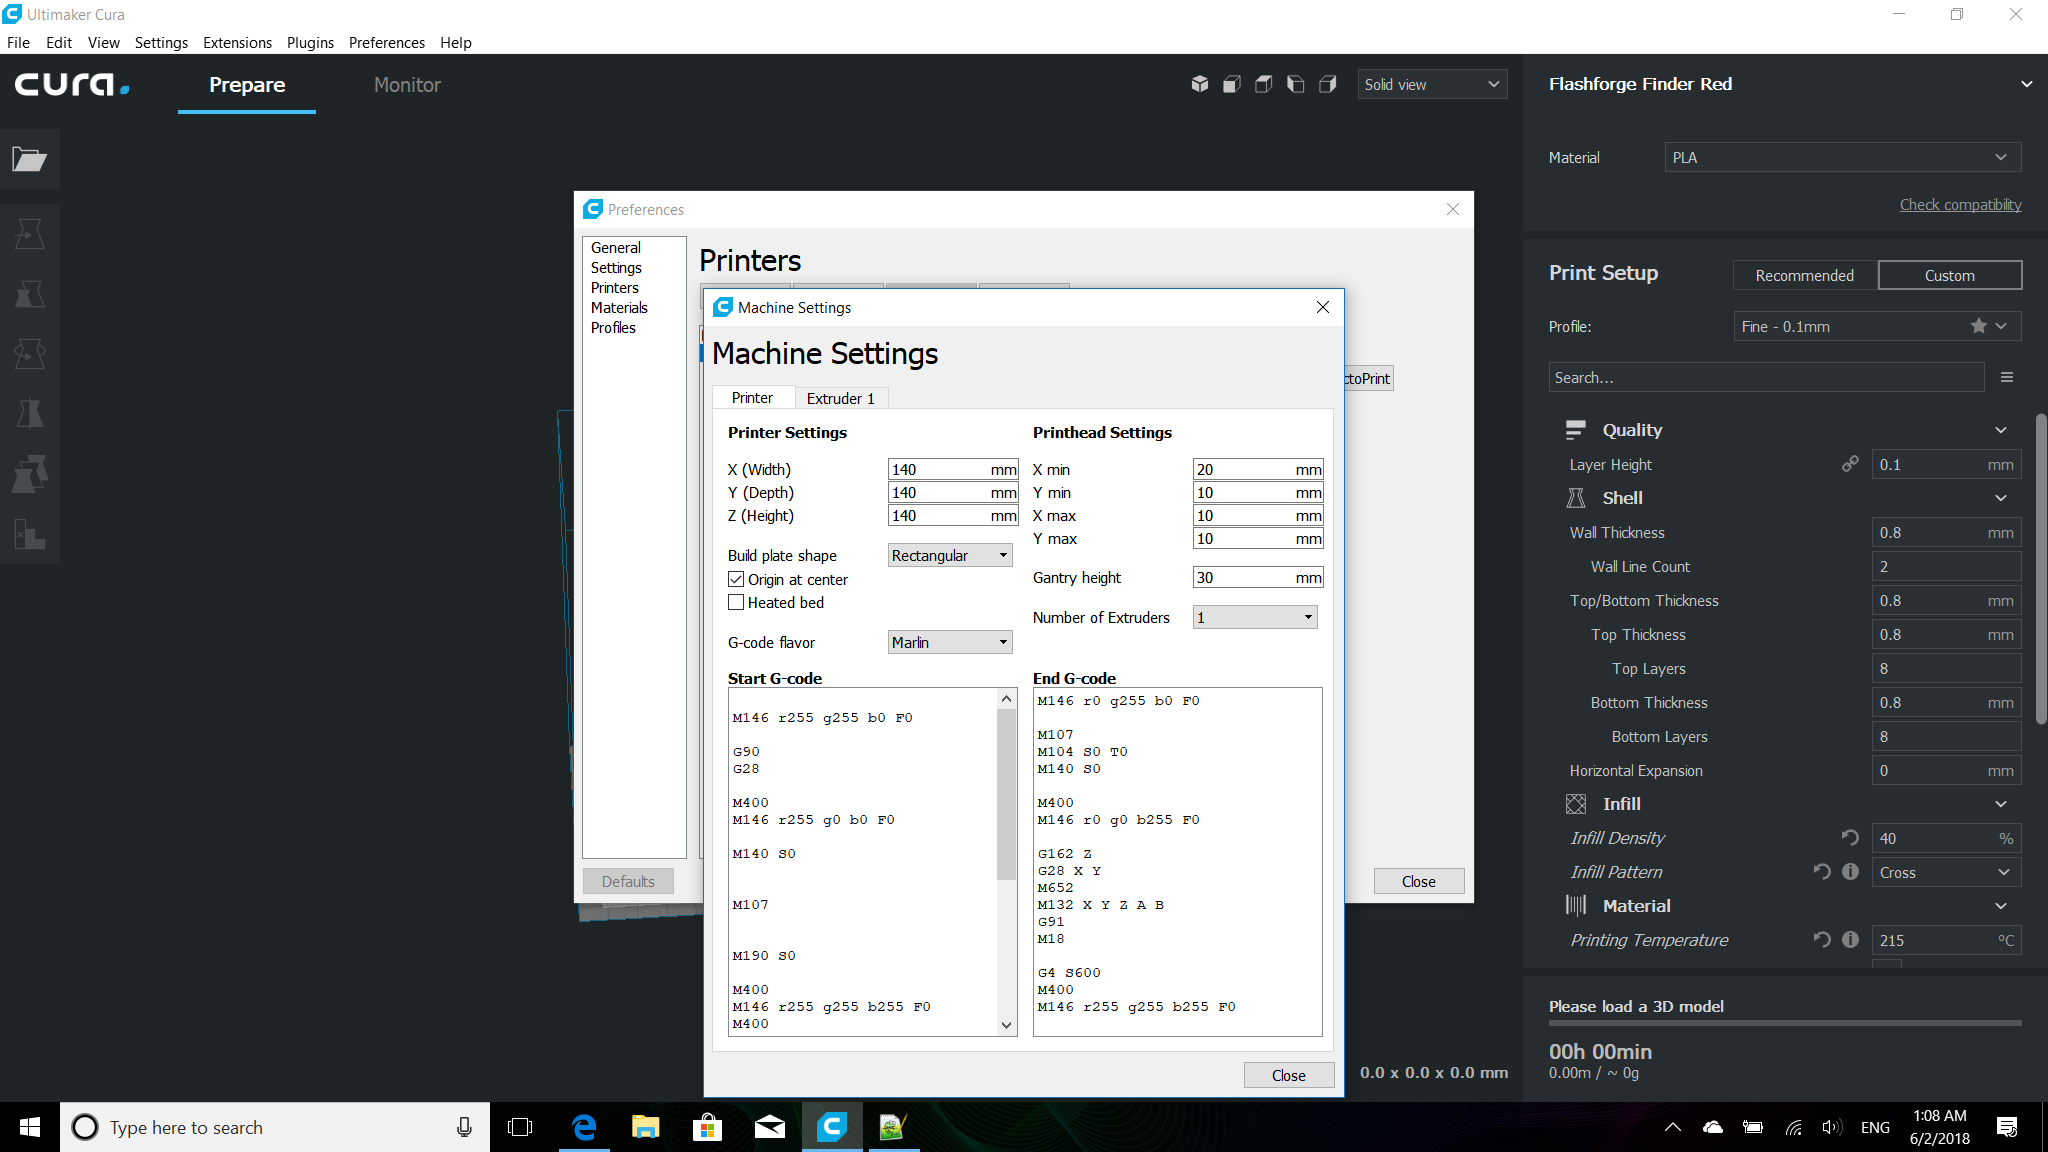 Ultimaker Cura
File Edit View Settings Extensions Plugins Preferences Help
cura.
Prepare
Monitor
Solid view
Flashforge Finder Red
Material
PLA
Check compatibility
Print Setup
Recommended
Custom
Profile:
Fine - 0.1mm
Search...
Quality
Layer Height 0.1 mm
Shell
Wall Thickness 0.8 mm
Wall Line Count 2
Top/Bottom Thickness 0.8 mm
Top Thickness 0.8 mm
Top Layers 8
Bottom Thickness 0.8 mm
Bottom Layers 8
Horizontal Expansion 0 mm
Infill
Infill Density 40 %
Infill Pattern Cross
Material
Printing Temperature 215 °C
Please load a 3D model
00h 00min
0.00m / ~ 0g
Preferences
General
Settings
Printers
Materials
Profiles
Defaults
Printers
ctoPrint
Close
Machine Settings
Machine Settings
Printer
Extruder 1
Printer Settings
X (Width) 140 mm
Y (Depth) 140 mm
Z (Height) 140 mm
Build plate shape Rectangular
Origin at center
Heated bed
G-code flavor Marlin
Printhead Settings
X min 20 mm
Y min 10 mm
X max 10 mm
Y max 10 mm
Gantry height 30 mm
Number of Extruders 1
Start G-code
M146 r255 g255 b0 F0
G90
G28
M400
M146 r255 g0 b0 F0
M140 S0
M107
M190 S0
M400
M146 r255 g255 b255 F0
M400
End G-code
M146 r0 g255 b0 F0
M107
M104 S0 T0
M140 S0
M400
M146 r0 g0 b255 F0
G162 Z
G28 X Y
M652
M132 X Y Z A B
G91
M18
G4 S600
M400
M146 r255 g255 b255 F0
Close
0.0 x 0.0 x 0.0 mm
Type here to search
ENG
1:08 AM
6/2/2018